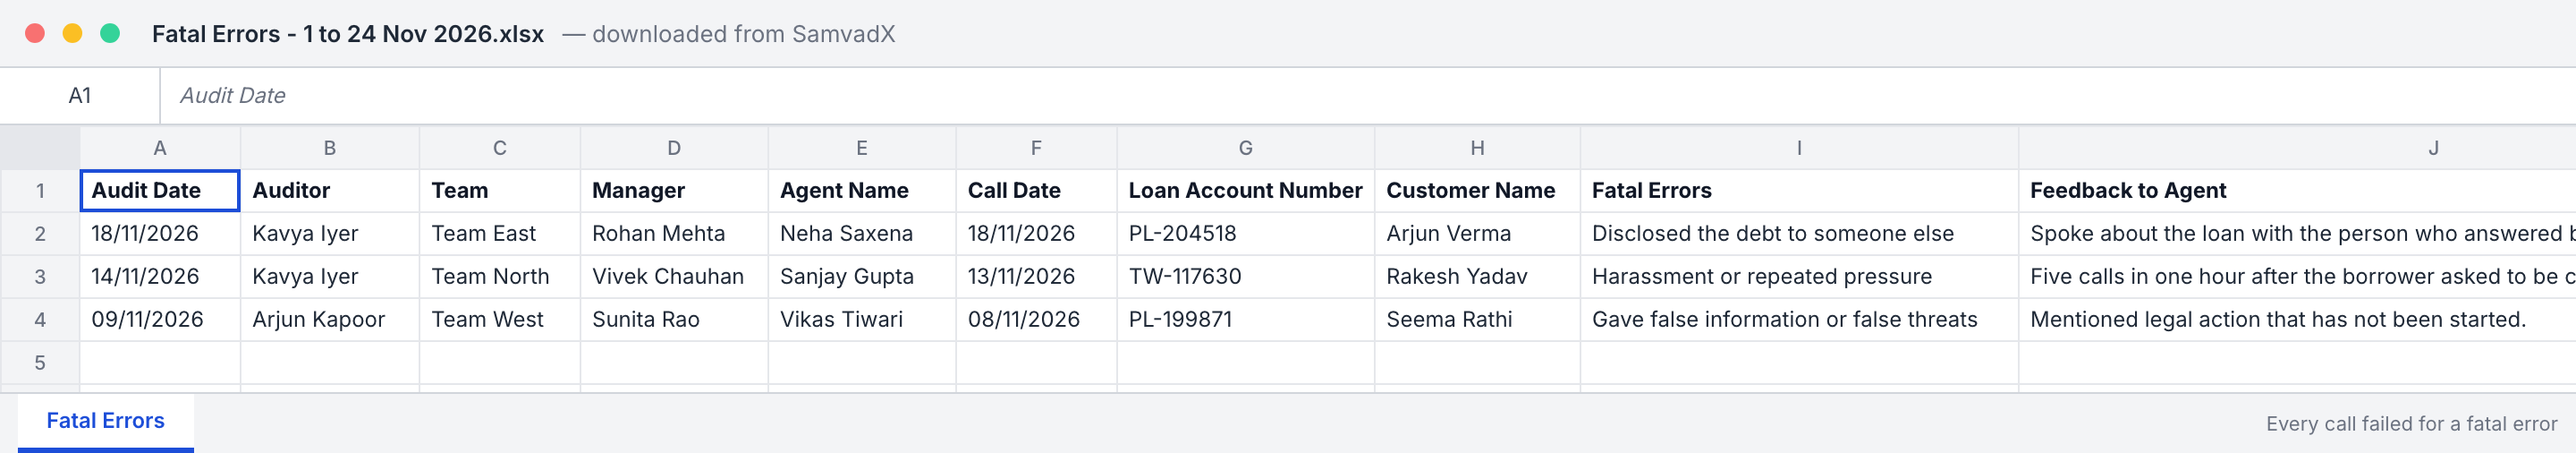 Fatal Errors - 1 to 24 Nov 2026.xlsx — downloaded from SamvadX
A1 Audit Date
A B C D E F G H I J
1 Audit Date Auditor Team Manager Agent Name Call Date Loan Account Number Customer Name Fatal Errors Feedback to Agent
2 18/11/2026 Kavya Iyer Team East Rohan Mehta Neha Saxena 18/11/2026 PL-204518 Arjun Verma Disclosed the debt to someone else Spoke about the loan with the person who answered
3 14/11/2026 Kavya Iyer Team North Vivek Chauhan Sanjay Gupta 13/11/2026 TW-117630 Rakesh Yadav Harassment or repeated pressure Five calls in one hour after the borrower asked to be
4 09/11/2026 Arjun Kapoor Team West Sunita Rao Vikas Tiwari 08/11/2026 PL-199871 Seema Rathi Gave false information or false threats Mentioned legal action that has not been started.
5
Fatal Errors Every call failed for a fatal error